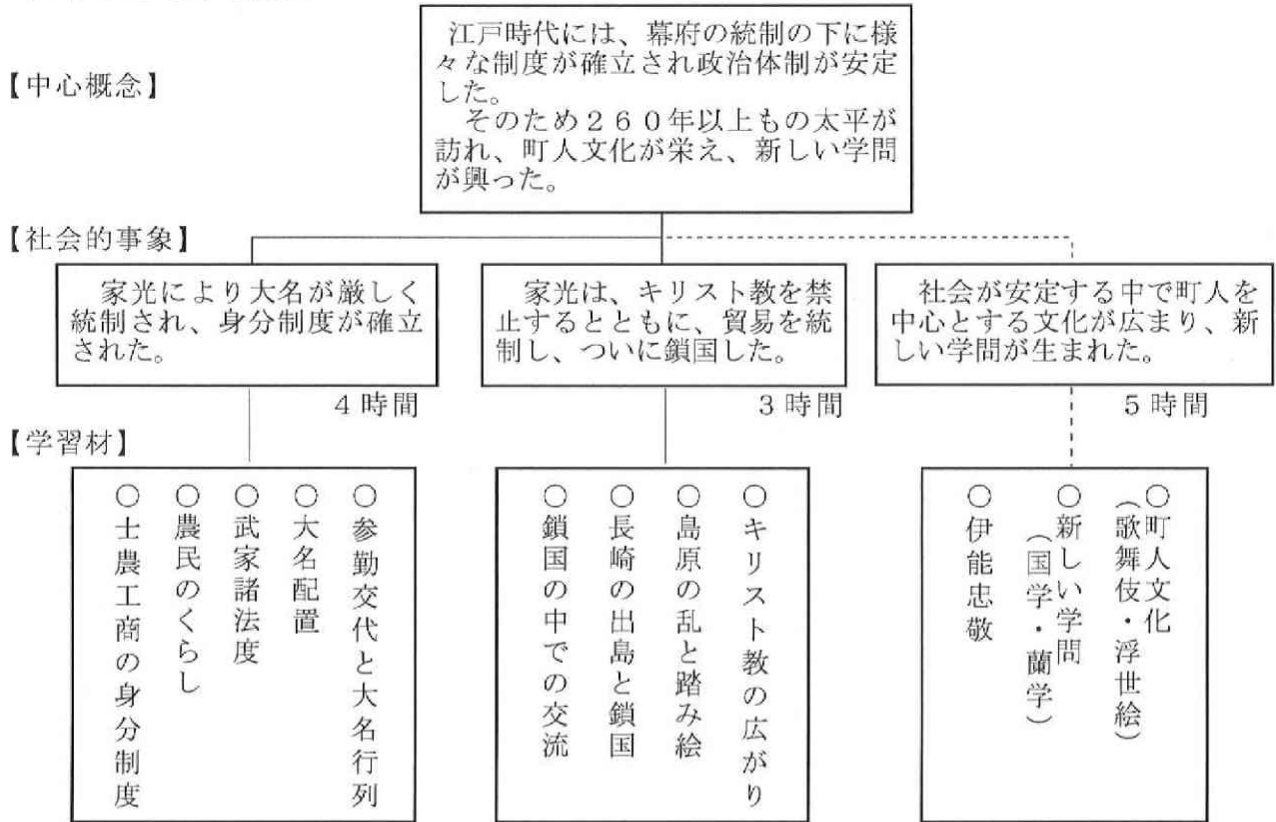 【中心概念】
江戸時代には、幕府の統制の下に様
々な制度が確立され政治体制が安定
した。
そのため260年以上もの太平が
訪れ、町人文化が栄え、新しい学問
が興った。
【社会的事象】
家光により大名が厳しく
統制され、身分制度が確立
された。
4時間
家光は、キリスト教を禁
止するとともに、貿易を統
制し、ついに鎖国した。
3時間
社会が安定する中で町人を
中心とする文化が広まり、新
しい学問が生まれた。
5時間
【学習材】
○参勤交代と大名行列
○大名配置
○武家諸法度
○農民のくらし
○士農工商の身分制度
○キリスト教の広がり
○島原の乱と踏み絵
○長崎の出島と鎖国
○鎖国の中での交流
○町人文化
(歌舞伎・浮世絵)
○新しい学問
(国学・蘭学)
○伊能忠敬